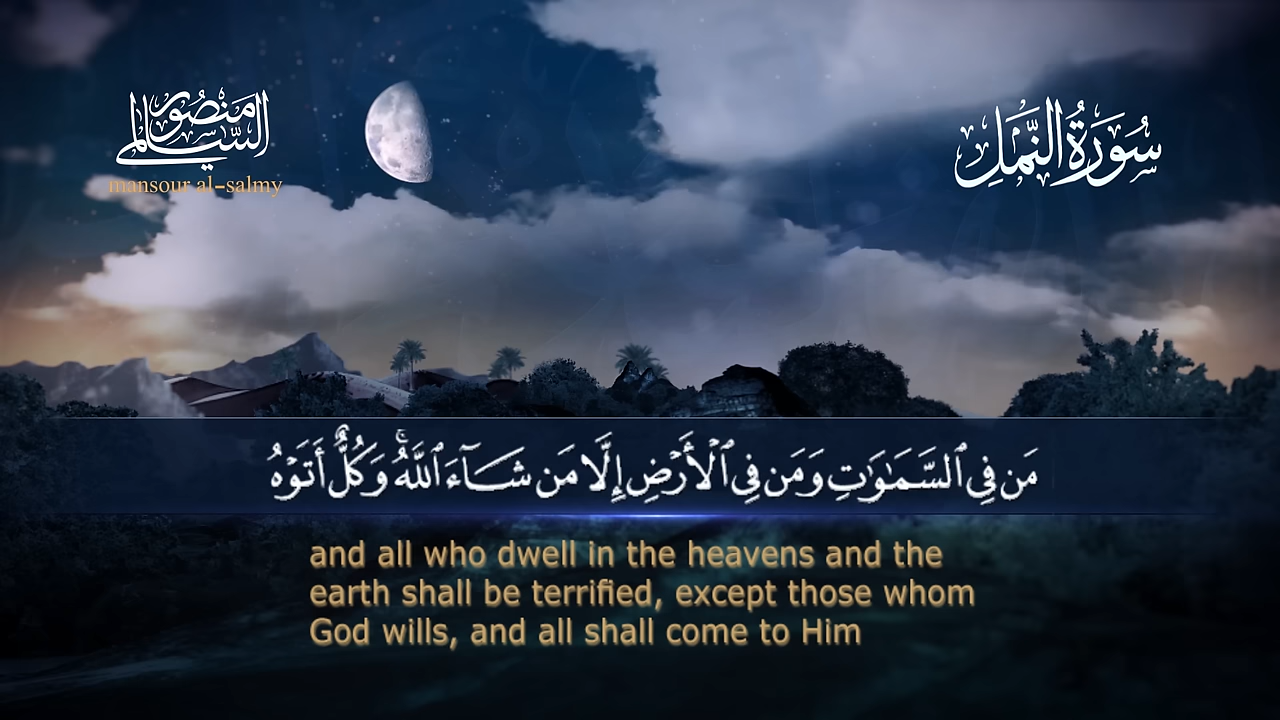 منصور
السالمي
mansour al-salmy
سُورَةُ النَّمْلِ
مَن فِي ٱلسَّمَٰوَٰتِ وَمَن فِي ٱلْأَرْضِ إِلَّا مَن شَآءَ ٱللَّهُ ۚ وَكُلٌّ أَتَوْهُ
and all who dwell in the heavens and the
earth shall be terrified, except those whom
God wills, and all shall come to Him